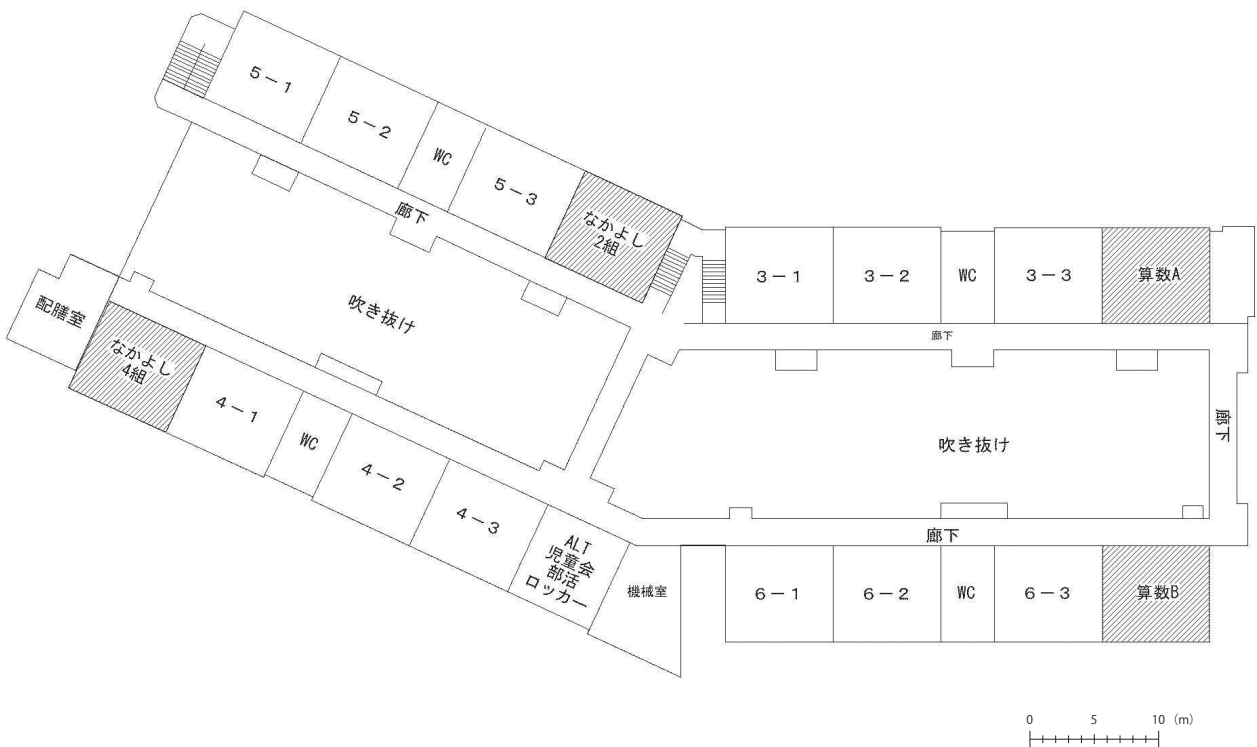 5－1
5－2
WC
5－3
なかよし
2組
廊下
3－1
3－2
WC
3－3
算数A
廊下
配膳室
吹き抜け
なかよし
4組
4－1
WC
4－2
4－3
ALT
児童会
部活
ロッカー
機械室
吹き抜け
廊下
廊下
6－1
6－2
WC
6－3
算数B
0 5 10 (m)